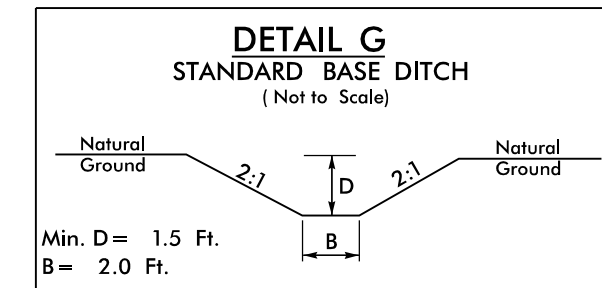 DETAIL G
STANDARD BASE DITCH
( Not to Scale)
Natural
Ground
2:1
D
2:1
Natural
Ground
B
Min. D = 1.5 Ft.
B = 2.0 Ft.